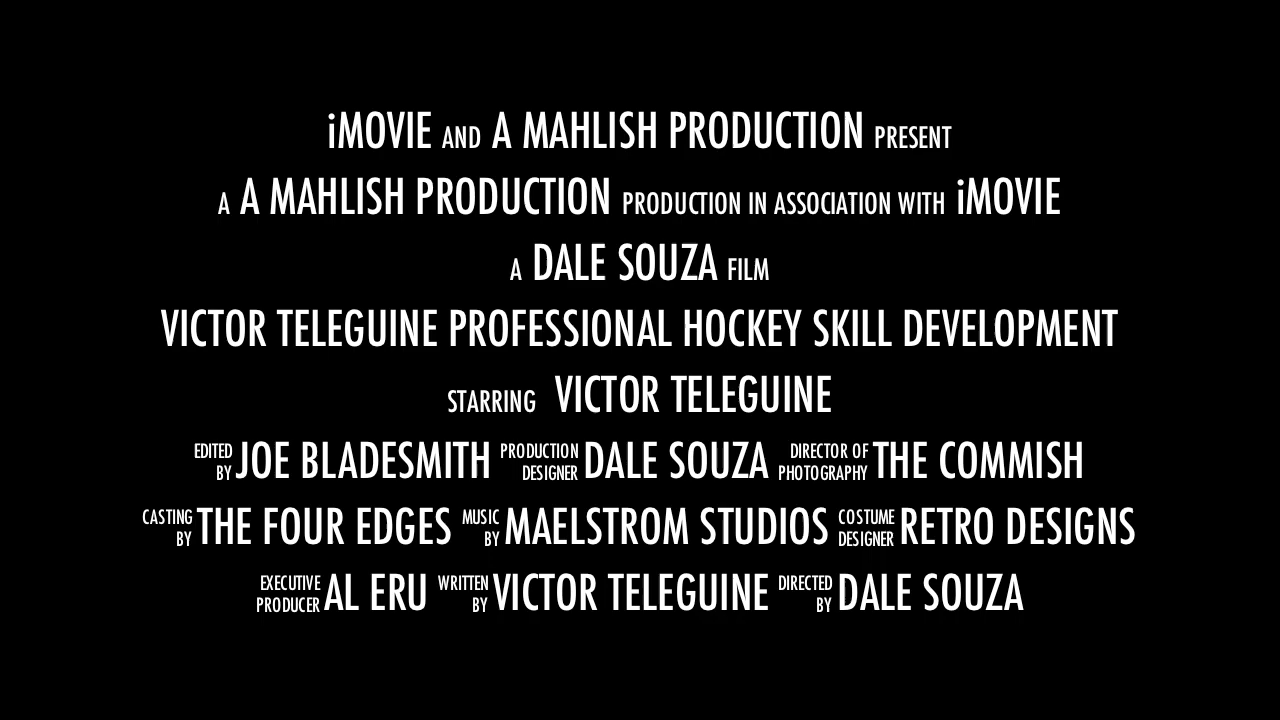 iMOVIE AND A MAHLISH PRODUCTION PRESENT
A A MAHLISH PRODUCTION PRODUCTION IN ASSOCIATION WITH iMOVIE
A DALE SOUZA FILM
VICTOR TELEGUINE PROFESSIONAL HOCKEY SKILL DEVELOPMENT
STARRING VICTOR TELEGUINE
EDITED BY JOE BLADESMITH PRODUCTION DESIGNER DALE SOUZA DIRECTOR OF PHOTOGRAPHY THE COMMISH
CASTING BY THE FOUR EDGES MUSIC BY MAELSTROM STUDIOS COSTUME DESIGNER RETRO DESIGNS
EXECUTIVE PRODUCER AL ERU WRITTEN BY VICTOR TELEGUINE DIRECTED BY DALE SOUZA